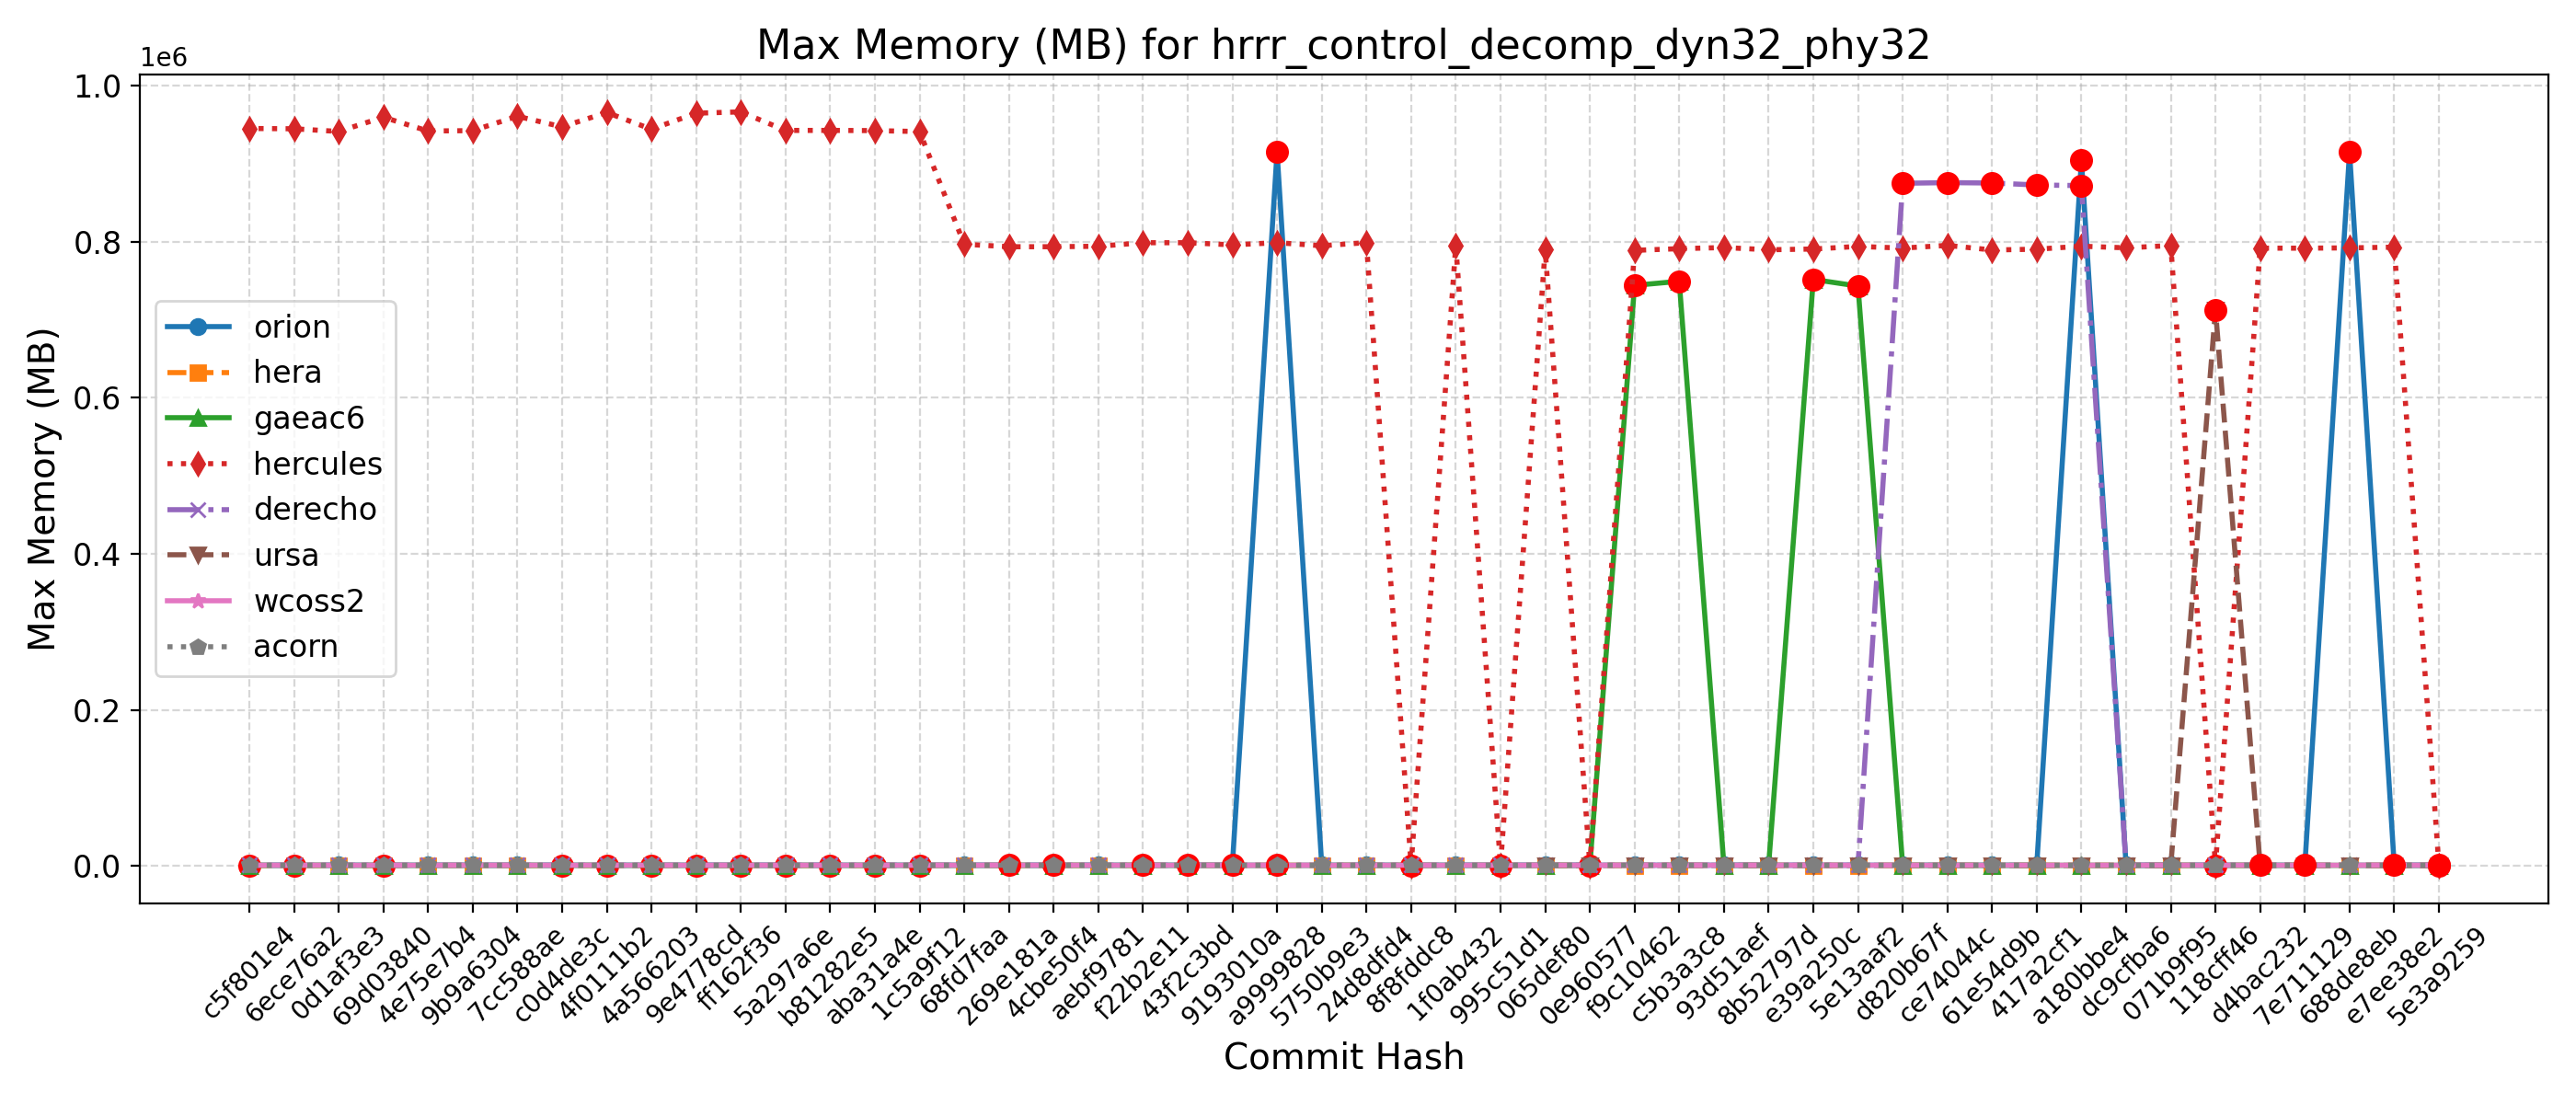 Max Memory (MB) for hrrr_control_decomp_dyn32_phy32
1e6
1.0
0.8
0.6
0.4
0.2
0.0
Max Memory (MB)
orion
hera
gaeac6
hercules
derecho
ursa
wcoss2
acorn
c5f801e4
6ece76a2
0d1af3e3
69d03840
4e75e7b4
9b9a6304
7cc588ae
c0d4de3c
4f0111b2
4a566203
9e4778cd
ff162f36
5a297a6e
b81282e5
aba31a4e
1c5a9f12
68fd7faa
269e181a
4cbe50f4
aebf9781
f22b2e11
43f2c3bd
9193010a
a9999828
5750b9e3
24d8dfd4
8f8fddc8
1f0ab432
995c51d1
065def80
0e960577
f9c10462
c5b3a3c8
93d51aef
8b52797d
e39a250c
5e13aaf2
d820b67f
ce74044c
61e54d9b
417a2cf1
a180bbe4
dc9cfba6
071b9f95
118cff46
d4bac232
7e711129
688de8eb
e7ee38e2
5e3a9259
Commit Hash